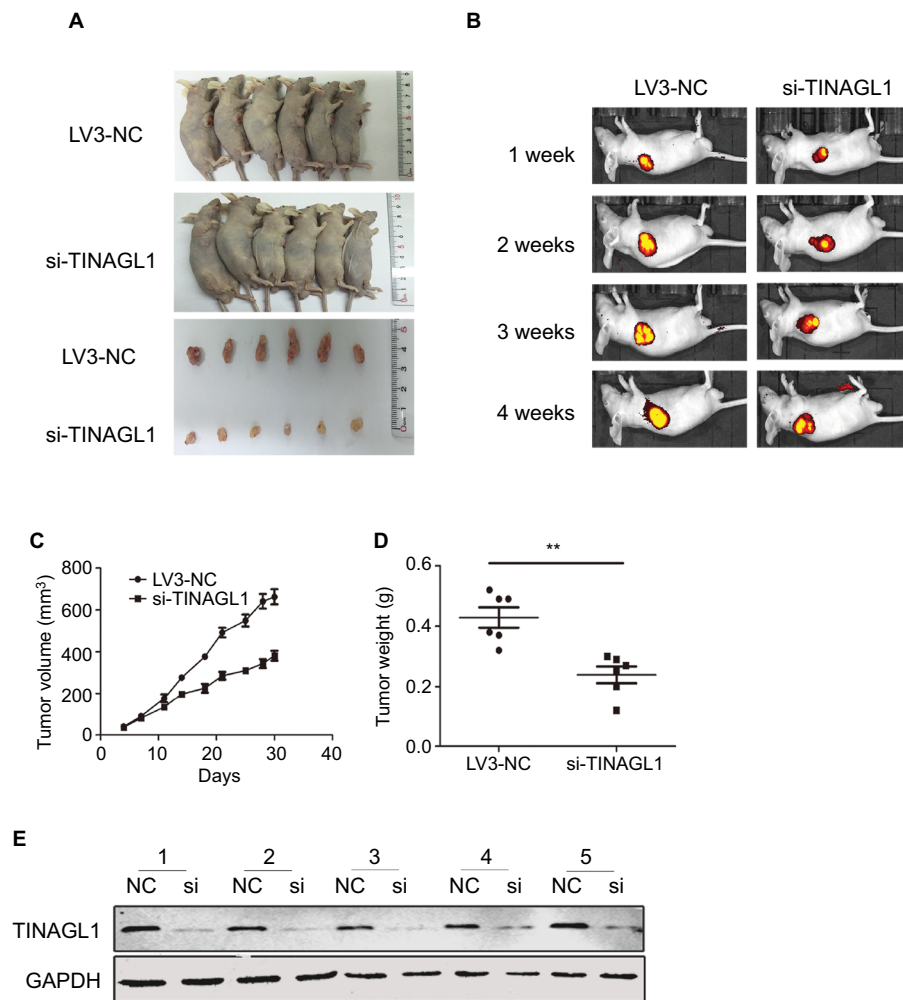 A
LV3-NC
si-TINAGL1
LV3-NC
si-TINAGL1
B
LV3-NC si-TINAGL1
1 week
2 weeks
3 weeks
4 weeks
C
Tumor volume (mm³)
800
600
400
200
0
LV3-NC
si-TINAGL1
0 10 20 30 40
Days
D
Tumor weight (g)
**
0.6
0.4
0.2
0.0
LV3-NC si-TINAGL1
E
1 2 3 4 5
NC si NC si NC si NC si NC si
TINAGL1
GAPDH